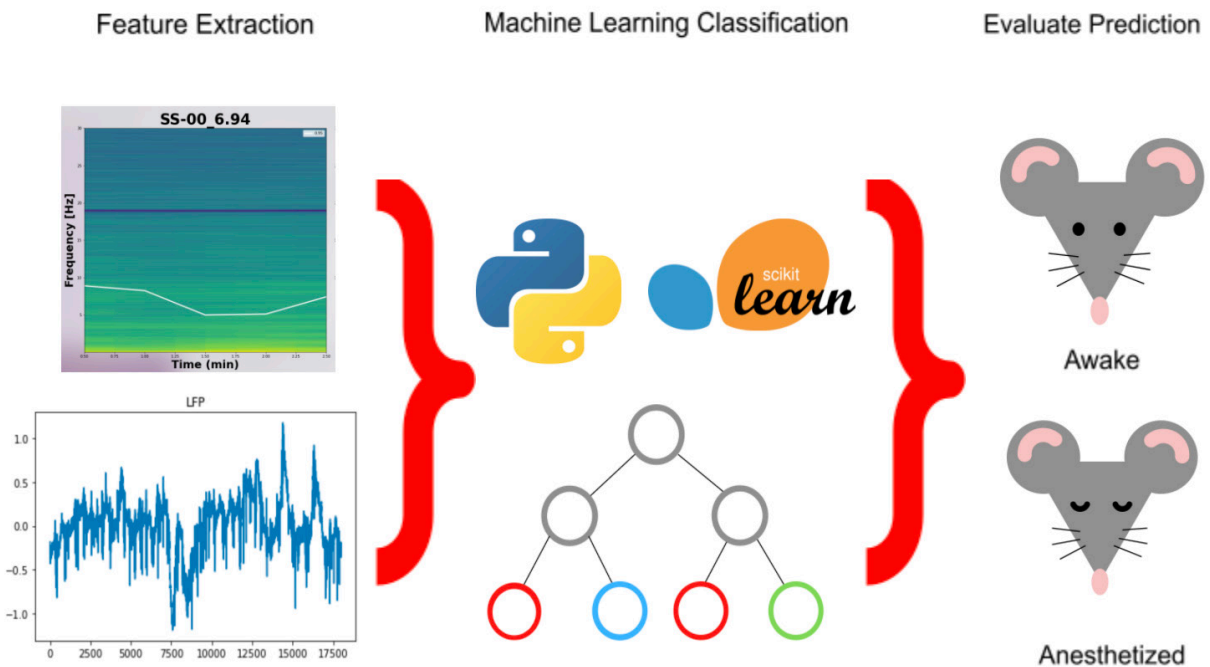 Feature Extraction
Machine Learning Classification
Evaluate Prediction
SS-00_6.94
Frequency [Hz]
Time (min)
LFP
1.0
0.5
0.0
−0.5
−1.0
0 2500 5000 7500 10000 12500 15000 17500
scikit
learn
Awake
Anesthetized